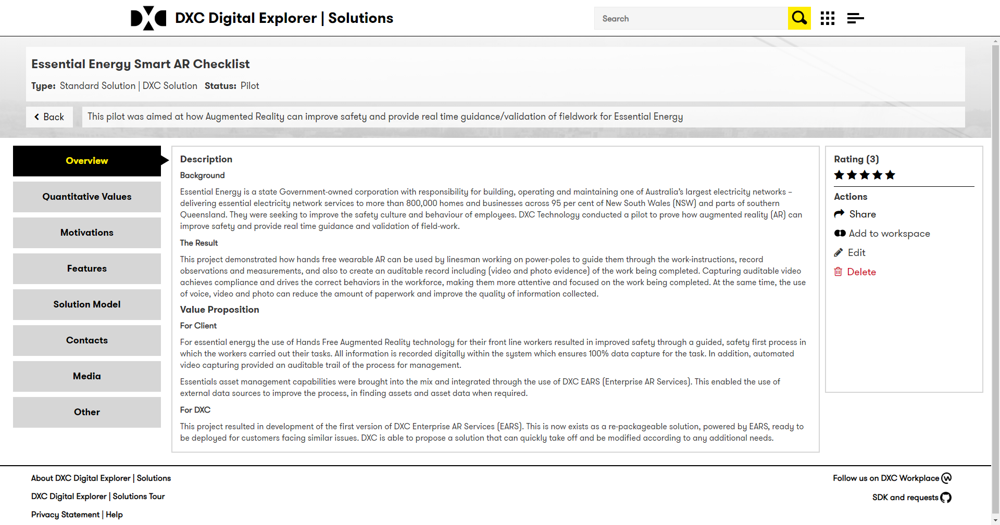 DXC DXC Digital Explorer | Solutions
Search
Essential Energy Smart AR Checklist
Type: Standard Solution | DXC Solution Status: Pilot
Back
This pilot was aimed at how Augmented Reality can improve safety and provide real time guidance/validation of fieldwork for Essential Energy
Overview
Quantitative Values
Motivations
Features
Solution Model
Contacts
Media
Other
Description
Background
Essential Energy is a state Government-owned corporation with responsibility for building, operating and maintaining one of Australia's largest electricity networks –
delivering essential electricity network services to more than 800,000 homes and businesses across 95 per cent of New South Wales (NSW) and parts of southern
Queensland. They were seeking to improve the safety culture and behaviour of employees. DXC Technology conducted a pilot to prove how augmented reality (AR) can
improve safety and provide real time guidance and validation of field-work.
The Result
This project demonstrated how hands free wearable AR can be used by linesman working on power-poles to guide them through the work-instructions, record
observations and measurements, and also to create an auditable record including (video and photo evidence) of the work being completed. Capturing auditable video
achieves compliance and drives the correct behaviors in the workforce, making them more attentive and focused on the work being completed. At the same time, the use
of voice, video and photo can reduce the amount of paperwork and improve the quality of information collected.
Value Proposition
For Client
For essential energy the use of Hands Free Augmented Reality technology for their front line workers resulted in improved safety through a guided, safety first process in
which the workers carried out their tasks. All information is recorded digitally within the system which ensures 100% data capture for the task. In addition, automated
video capturing provided an auditable trail of the process for management.
Essentials asset management capabilities were brought into the mix and integrated through the use of DXC EARS (Enterprise AR Services). This enabled the use of
external data sources to improve the process, in finding assets and asset data when required.
For DXC
This project resulted in development of the first version of DXC Enterprise AR Services (EARS). This is now exists as a re-packageable solution, powered by EARS, ready to
be deployed for customers facing similar issues. DXC is able to propose a solution that can quickly take off and be modified according to any additional needs.
Rating (3)
Actions
Share
Add to workspace
Edit
Delete
About DXC Digital Explorer | Solutions
DXC Digital Explorer | Solutions Tour
Privacy Statement | Help
Follow us on DXC Workplace
SDK and requests